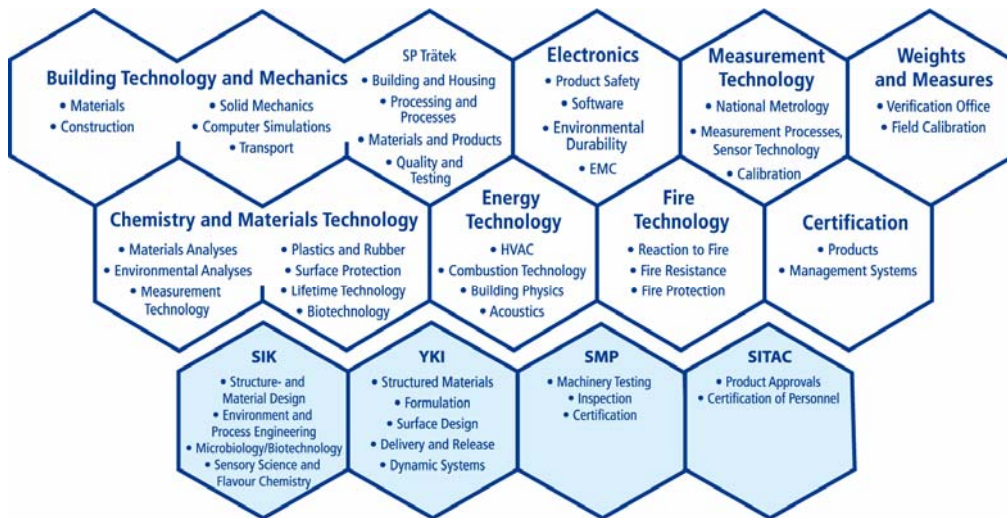 Building Technology and Mechanics
• Materials
• Construction
• Solid Mechanics
• Computer Simulations
• Transport
SP Trätek
• Building and Housing
• Processing and
Processes
• Materials and Products
• Quality and
Testing
Electronics
• Product Safety
• Software
• Environmental
Durability
• EMC
Measurement
Technology
• National Metrology
• Measurement Processes,
Sensor Technology
• Calibration
Weights
and Measures
• Verification Office
• Field Calibration
Chemistry and Materials Technology
• Materials Analyses
• Environmental Analyses
• Measurement
Technology
• Plastics and Rubber
• Surface Protection
• Lifetime Technology
• Biotechnology
Energy
Technology
• HVAC
• Combustion Technology
• Building Physics
• Acoustics
Fire
Technology
• Reaction to Fire
• Fire Resistance
• Fire Protection
Certification
• Products
• Management Systems
SIK
• Structure- and
Material Design
• Environment and
Process Engineering
• Microbiology/Biotechnology
• Sensory Science and
Flavour Chemistry
YKI
• Structured Materials
• Formulation
• Surface Design
• Delivery and Release
• Dynamic Systems
SMP
• Machinery Testing
• Inspection
• Certification
SITAC
• Product Approvals
• Certification of Personnel